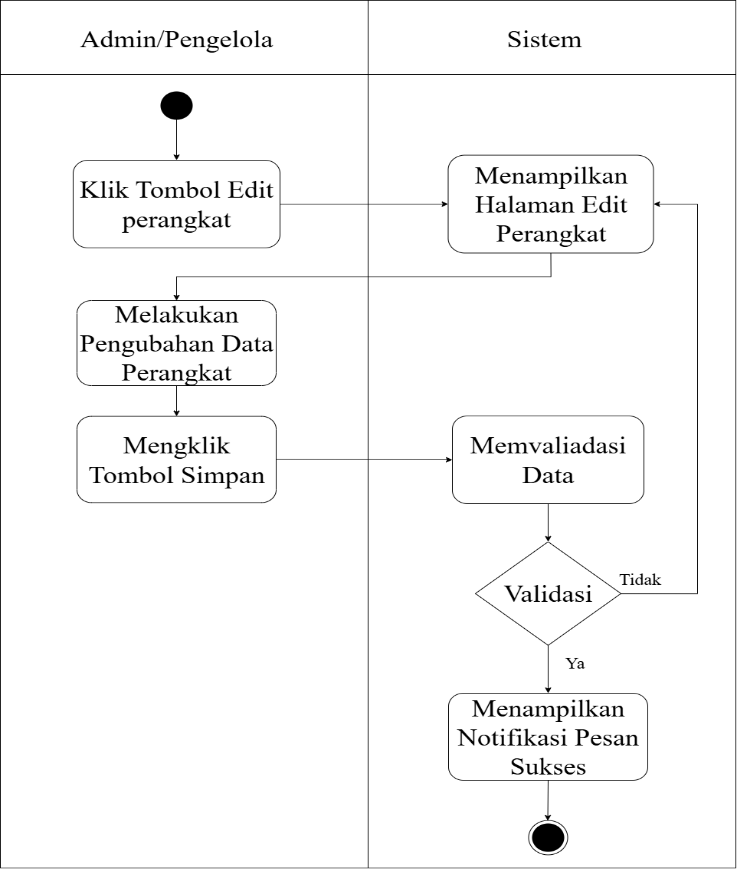 Admin/Pengelola
Sistem
Klik Tombol Edit
perangkat
Menampilkan
Halaman Edit
Perangkat
Melakukan
Pengubahan Data
Perangkat
Mengklik
Tombol Simpan
Memvaliadasi
Data
Validasi
Tidak
Ya
Menampilkan
Notifikasi Pesan
Sukses